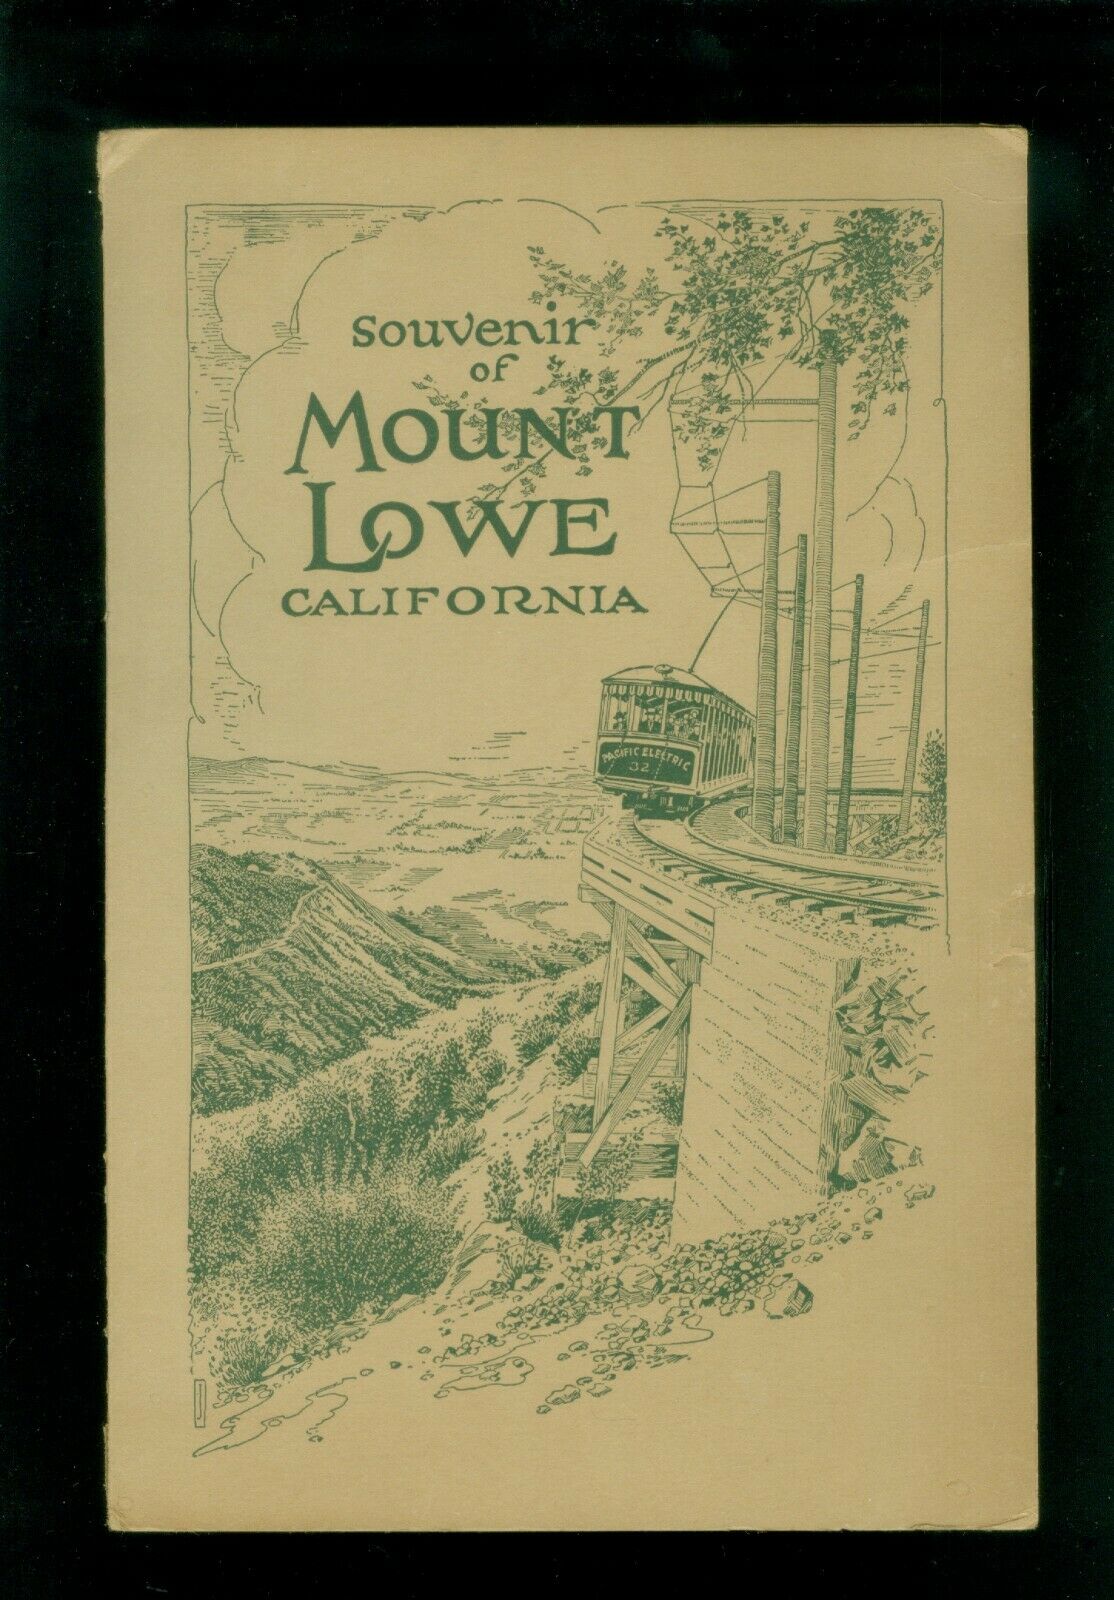 Souvenir
of
MOUNT
LOWE
CALIFORNIA
PACIFIC ELECTRIC
32